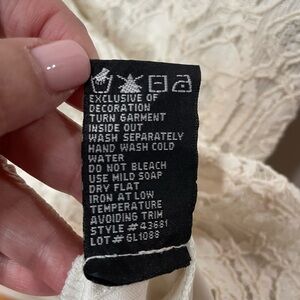 EXCLUSIVE OF
DECORATION
TURN GARMENT
INSIDE OUT
WASH SEPARATELY
HAND WASH COLD
WATER
DO NOT BLEACH
USE MILD SOAP
DRY FLAT
IRON AT LOW
TEMPERATURE
AVOIDING TRIM
STYLE # 43681
LOT # GL1088